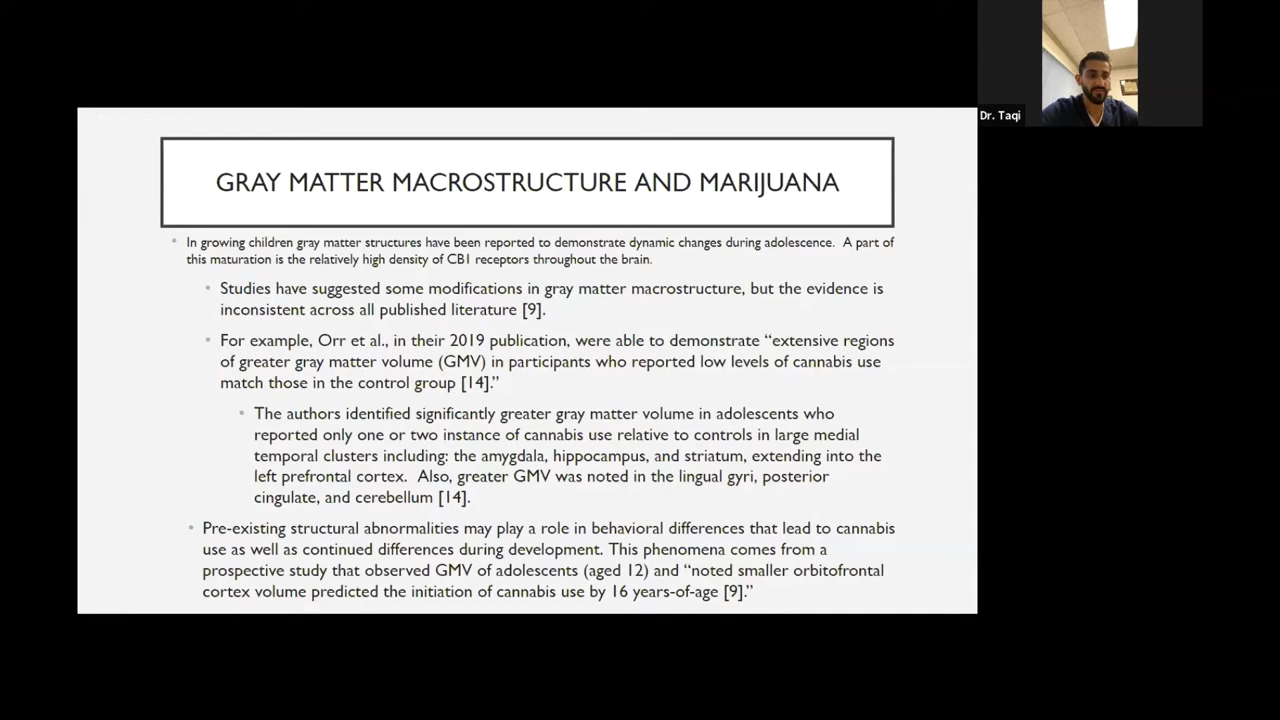 Dr. Taqi
GRAY MATTER MACROSTRUCTURE AND MARIJUANA
In growing children gray matter structures have been reported to demonstrate dynamic changes during adolescence. A part of
this maturation is the relatively high density of CB1 receptors throughout the brain.
Studies have suggested some modifications in gray matter macrostructure, but the evidence is
inconsistent across all published literature [9].
For example, Orr et al., in their 2019 publication, were able to demonstrate “extensive regions
of greater gray matter volume (GMV) in participants who reported low levels of cannabis use
match those in the control group [14].”
The authors identified significantly greater gray matter volume in adolescents who
reported only one or two instance of cannabis use relative to controls in large medial
temporal clusters including: the amygdala, hippocampus, and striatum, extending into the
left prefrontal cortex. Also, greater GMV was noted in the lingual gyri, posterior
cingulate, and cerebellum [14].
Pre-existing structural abnormalities may play a role in behavioral differences that lead to cannabis
use as well as continued differences during development. This phenomena comes from a
prospective study that observed GMV of adolescents (aged 12) and “noted smaller orbitofrontal
cortex volume predicted the initiation of cannabis use by 16 years-of-age [9].”